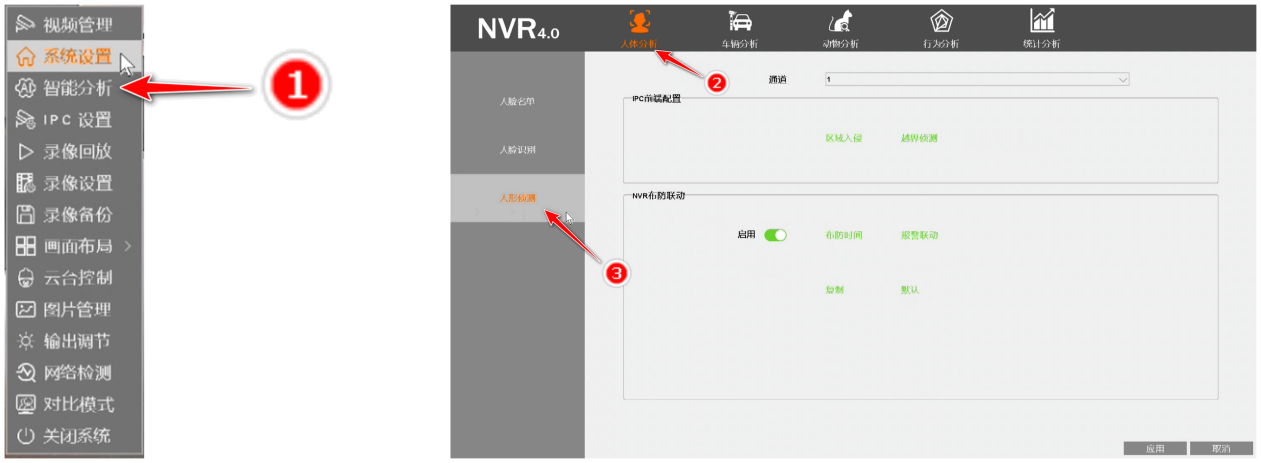 视频管理
系统设置
智能分析
IPC 设置
录像回放
录像设置
录像备份
画面布局 >
云台控制
图片管理
输出调节
网络检测
对比模式
关闭系统
1
NVR4.0
人体分析 车辆分析 动物分析 行为分析 统计分析
2
通道 1
人脸名单
IPC前端配置
区域入侵 越界侦测
人脸识别
人形侦测
NVR布防联动
启用 布防时间 报警联动
3
复制 默认
应用 取消